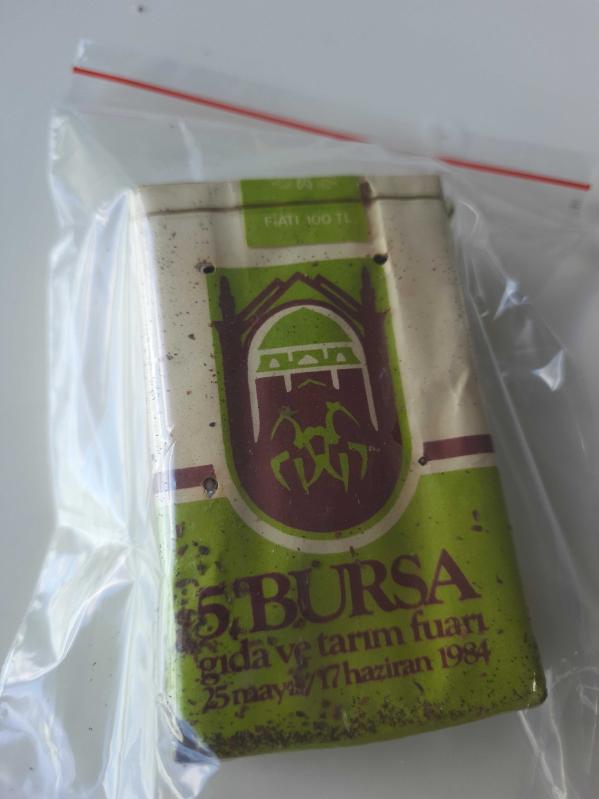 FİATI 100 TL
5. BURSA
gıda ve tarım fuarı
25 mayıs/17 haziran 1984